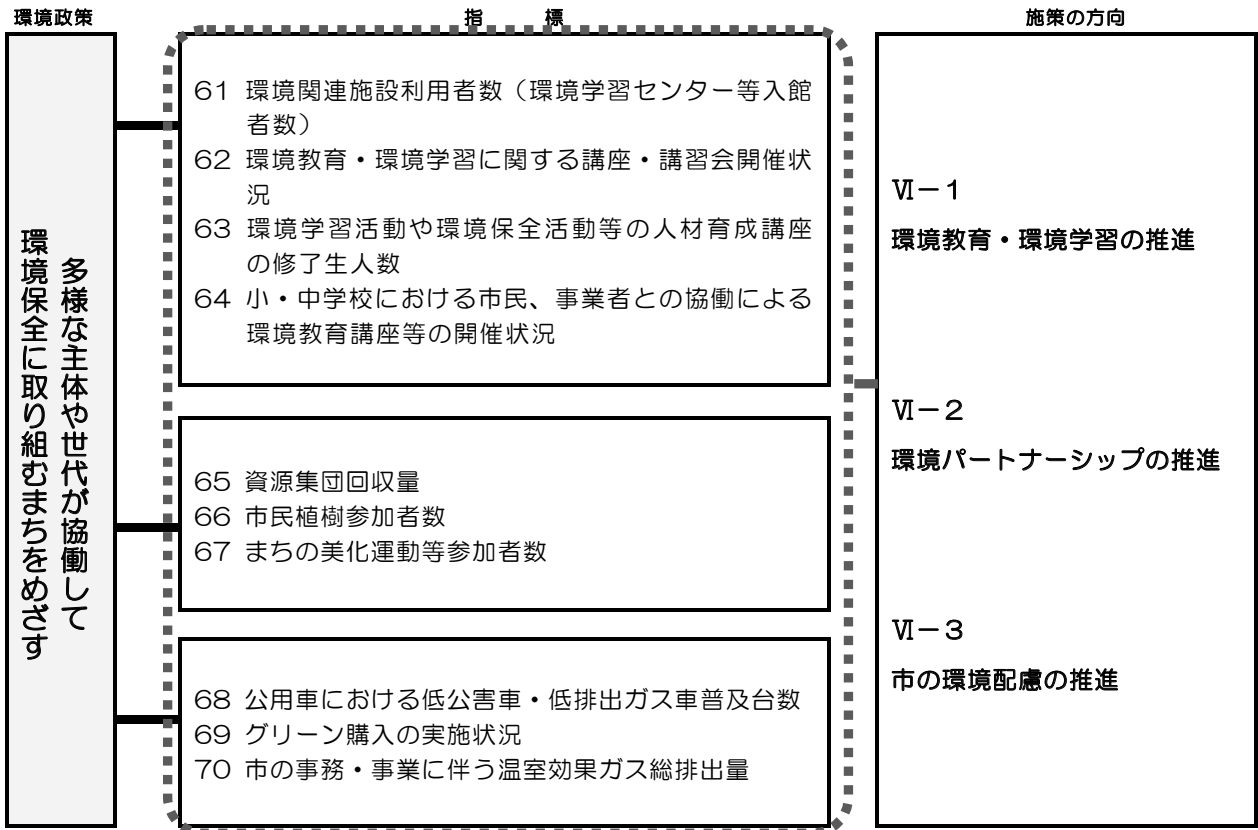 環境政策
指 標
施策の方向
多様な主体や世代が協働して
環境保全に取り組むまちをめざす
61 環境関連施設利用者数（環境学習センター等入館
者数）
62 環境教育・環境学習に関する講座・講習会開催状
況
63 環境学習活動や環境保全活動等の人材育成講座
の修了生人数
64 小・中学校における市民、事業者との協働による
環境教育講座等の開催状況
65 資源集団回収量
66 市民植樹参加者数
67 まちの美化運動等参加者数
68 公用車における低公害車・低排出ガス車普及台数
69 グリーン購入の実施状況
70 市の事務・事業に伴う温室効果ガス総排出量
Ⅵ－1
環境教育・環境学習の推進
Ⅵ－2
環境パートナーシップの推進
Ⅵ－3
市の環境配慮の推進